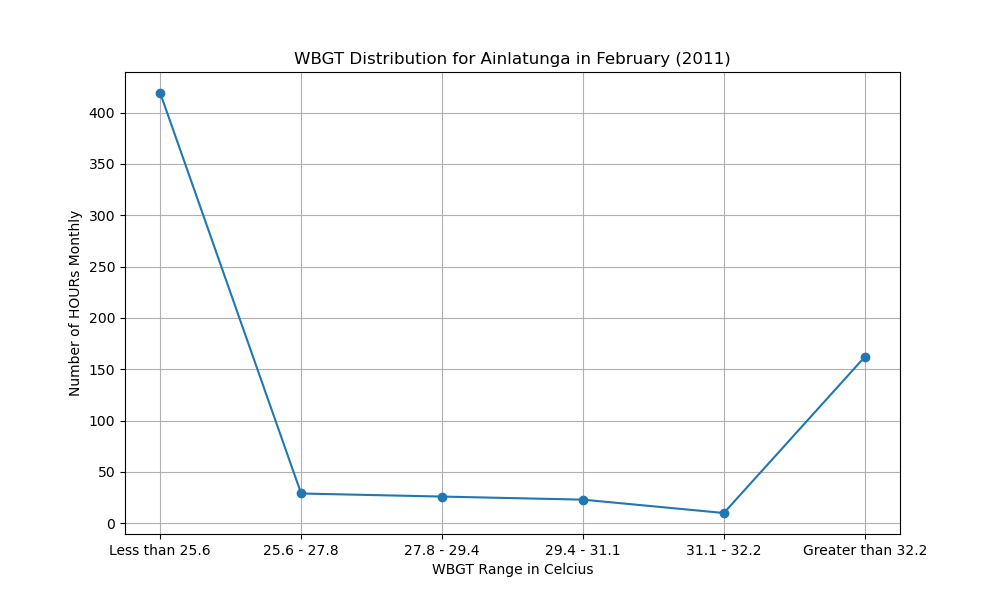 WBGT Distribution for Ainlatunga in February (2011)
Number of HOURs Monthly
400
350
300
250
200
150
100
50
0
Less than 25.6 25.6 - 27.8 27.8 - 29.4 29.4 - 31.1 31.1 - 32.2 Greater than 32.2
WBGT Range in Celcius